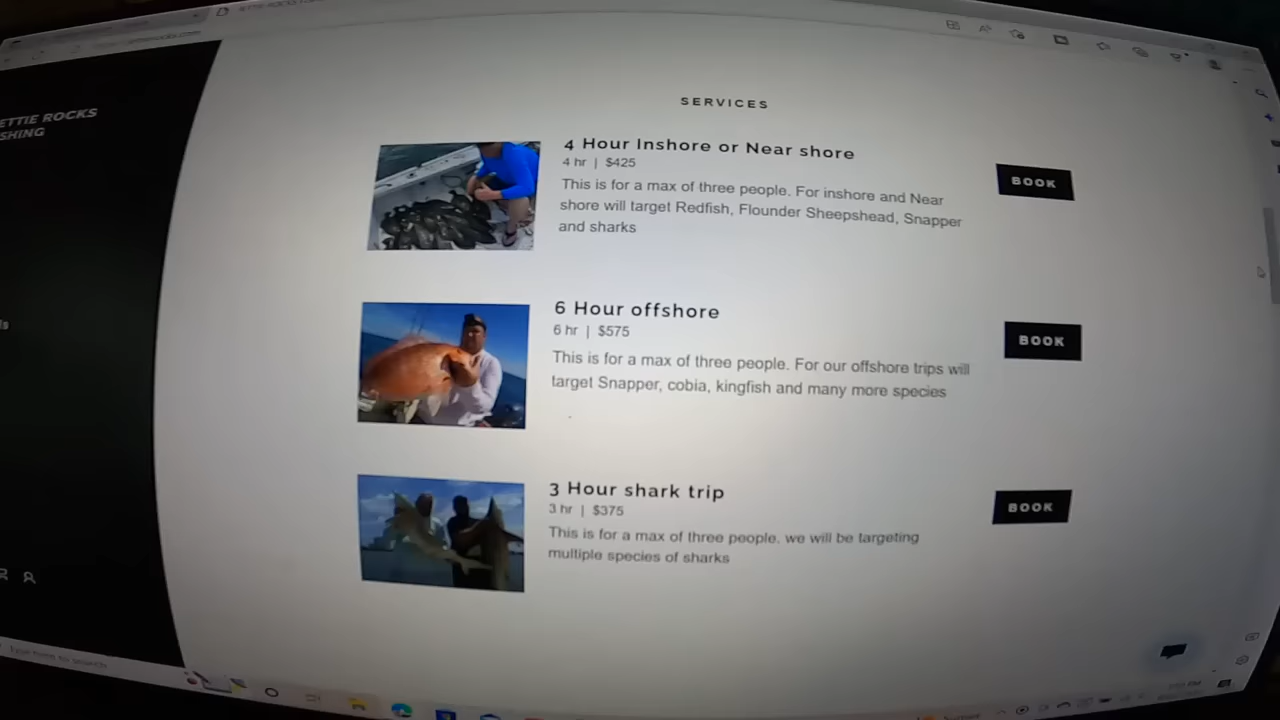 ETTIE ROCKS
SHING
SERVICES
4 Hour Inshore or Near shore
4 hr | $425
This is for a max of three people. For inshore and Near
shore will target Redfish, Flounder Sheepshead, Snapper
and sharks
BOOK
6 Hour offshore
6 hr | $575
This is for a max of three people. For our offshore trips will
target Snapper, cobia, kingfish and many more species
.
BOOK
3 Hour shark trip
3 hr | $375
This is for a max of three people. we will be targeting
multiple species of sharks
BOOK
Type here to search